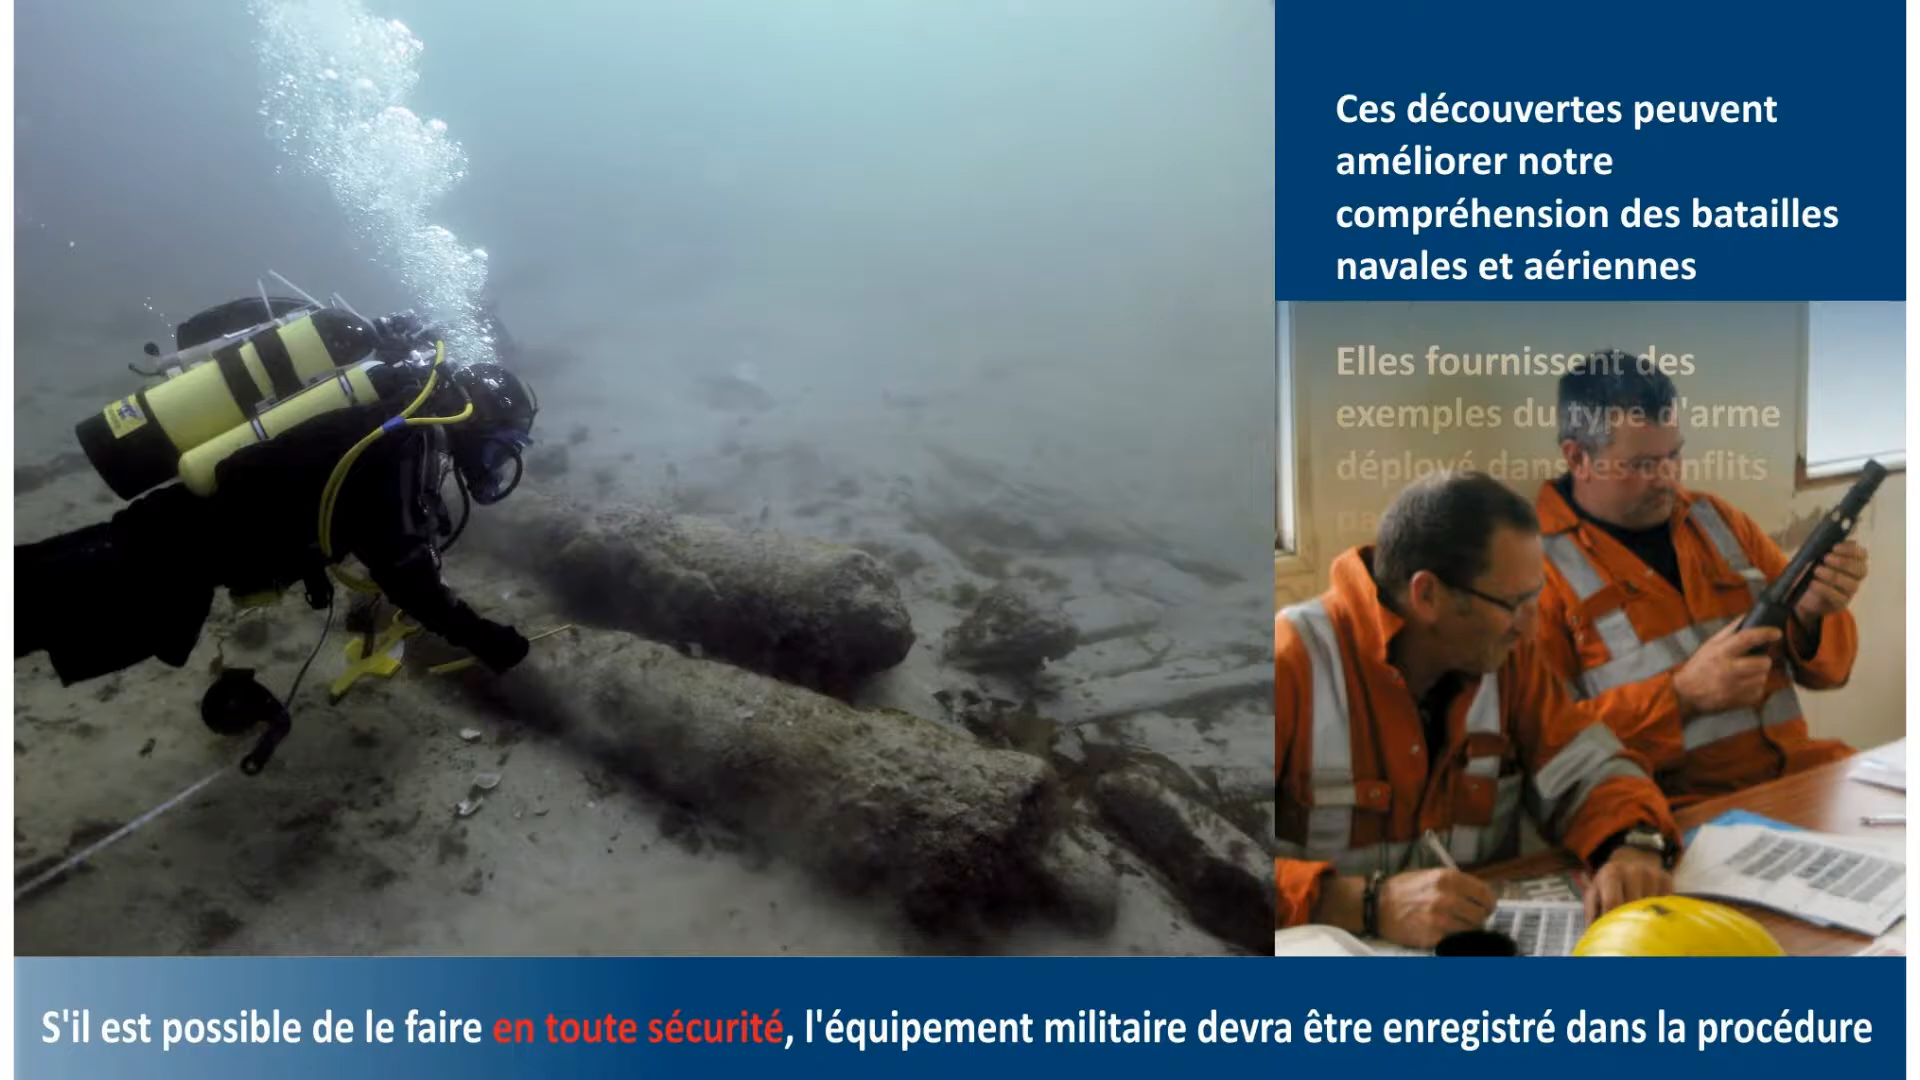 Ces découvertes peuvent
améliorer notre
compréhension des batailles
navales et aériennes
Elles fournissent des
exemples du type d'arme
déployé dans les conflits
S'il est possible de le faire en toute sécurité, l'équipement militaire devra être enregistré dans la procédure